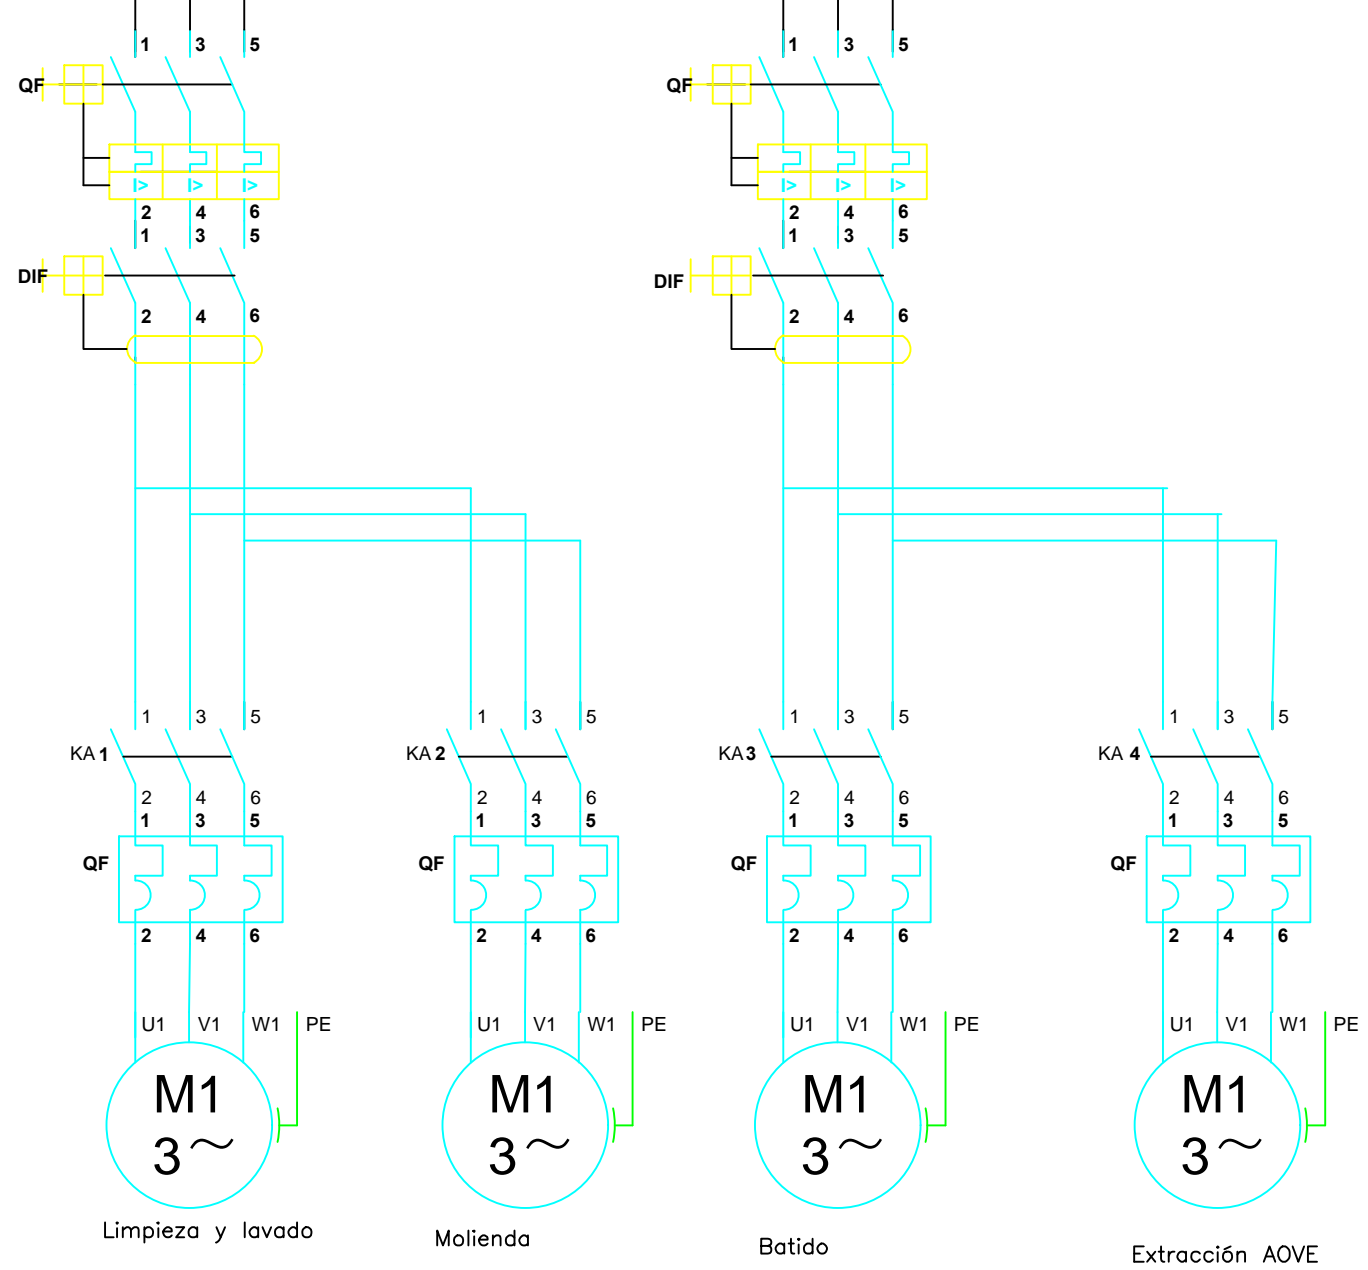 1 3 5 1 3 5
QF QF
I> I> I> I> I> I>
2 4 6 2 4 6
1 3 5 1 3 5
DIF DIF
2 4 6 2 4 6
1 3 5 1 3 5 1 3 5 1 3 5
KA 1 KA 2 KA 3 KA 4
2 4 6 2 4 6 2 4 6 2 4 6
1 3 5 1 3 5 1 3 5 1 3 5
QF QF QF QF
2 4 6 2 4 6 2 4 6 2 4 6
U1 V1 W1 PE U1 V1 W1 PE U1 V1 W1 PE U1 V1 W1 PE
M1 M1 M1 M1
3~ 3~ 3~ 3~
Limpieza y lavado Molienda Batido Extracción AOVE